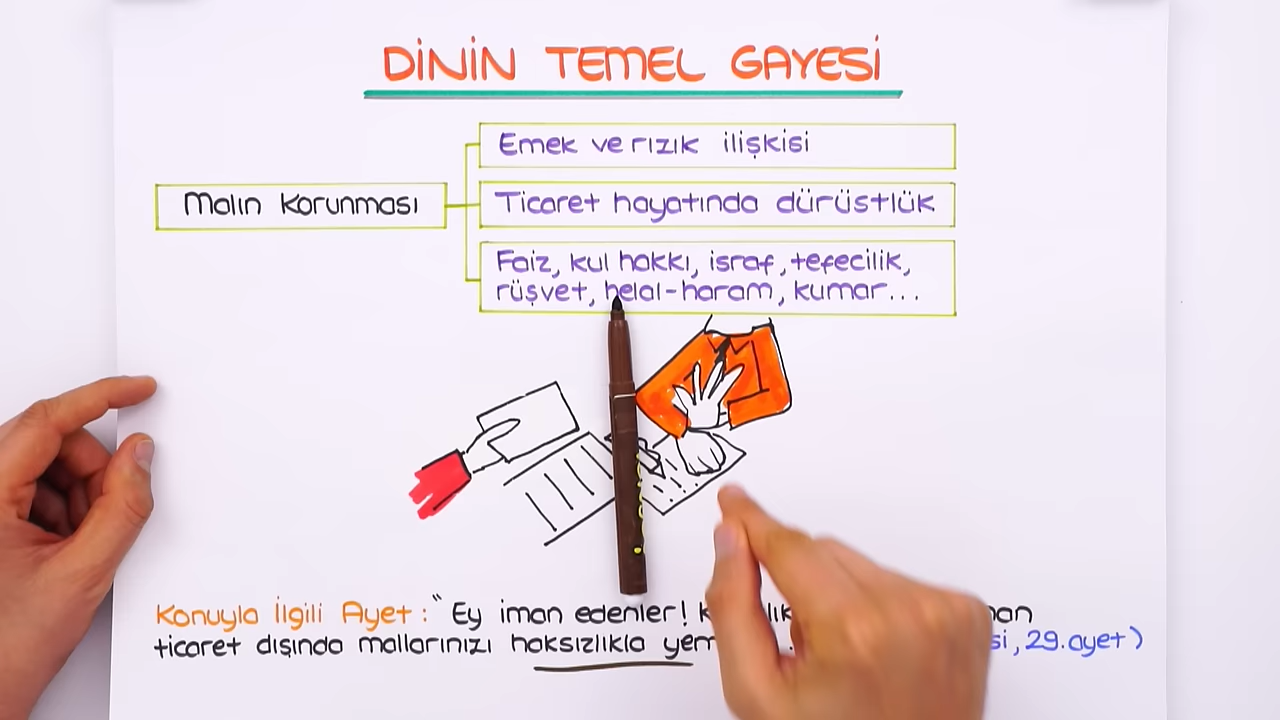 DİNİN TEMEL GAYESİ
Emek ve rızık ilişkisi
Malın Korunması
Ticaret hayatında dürüstlük
Faiz, kul hakkı, israf, tefecilik,
rüşvet, helal-haram, kumar...
Konuyla İlgili Ayet: "Ey iman edenler!
ticaret dışında mallarınızı haksızlıkla 29.ayet)